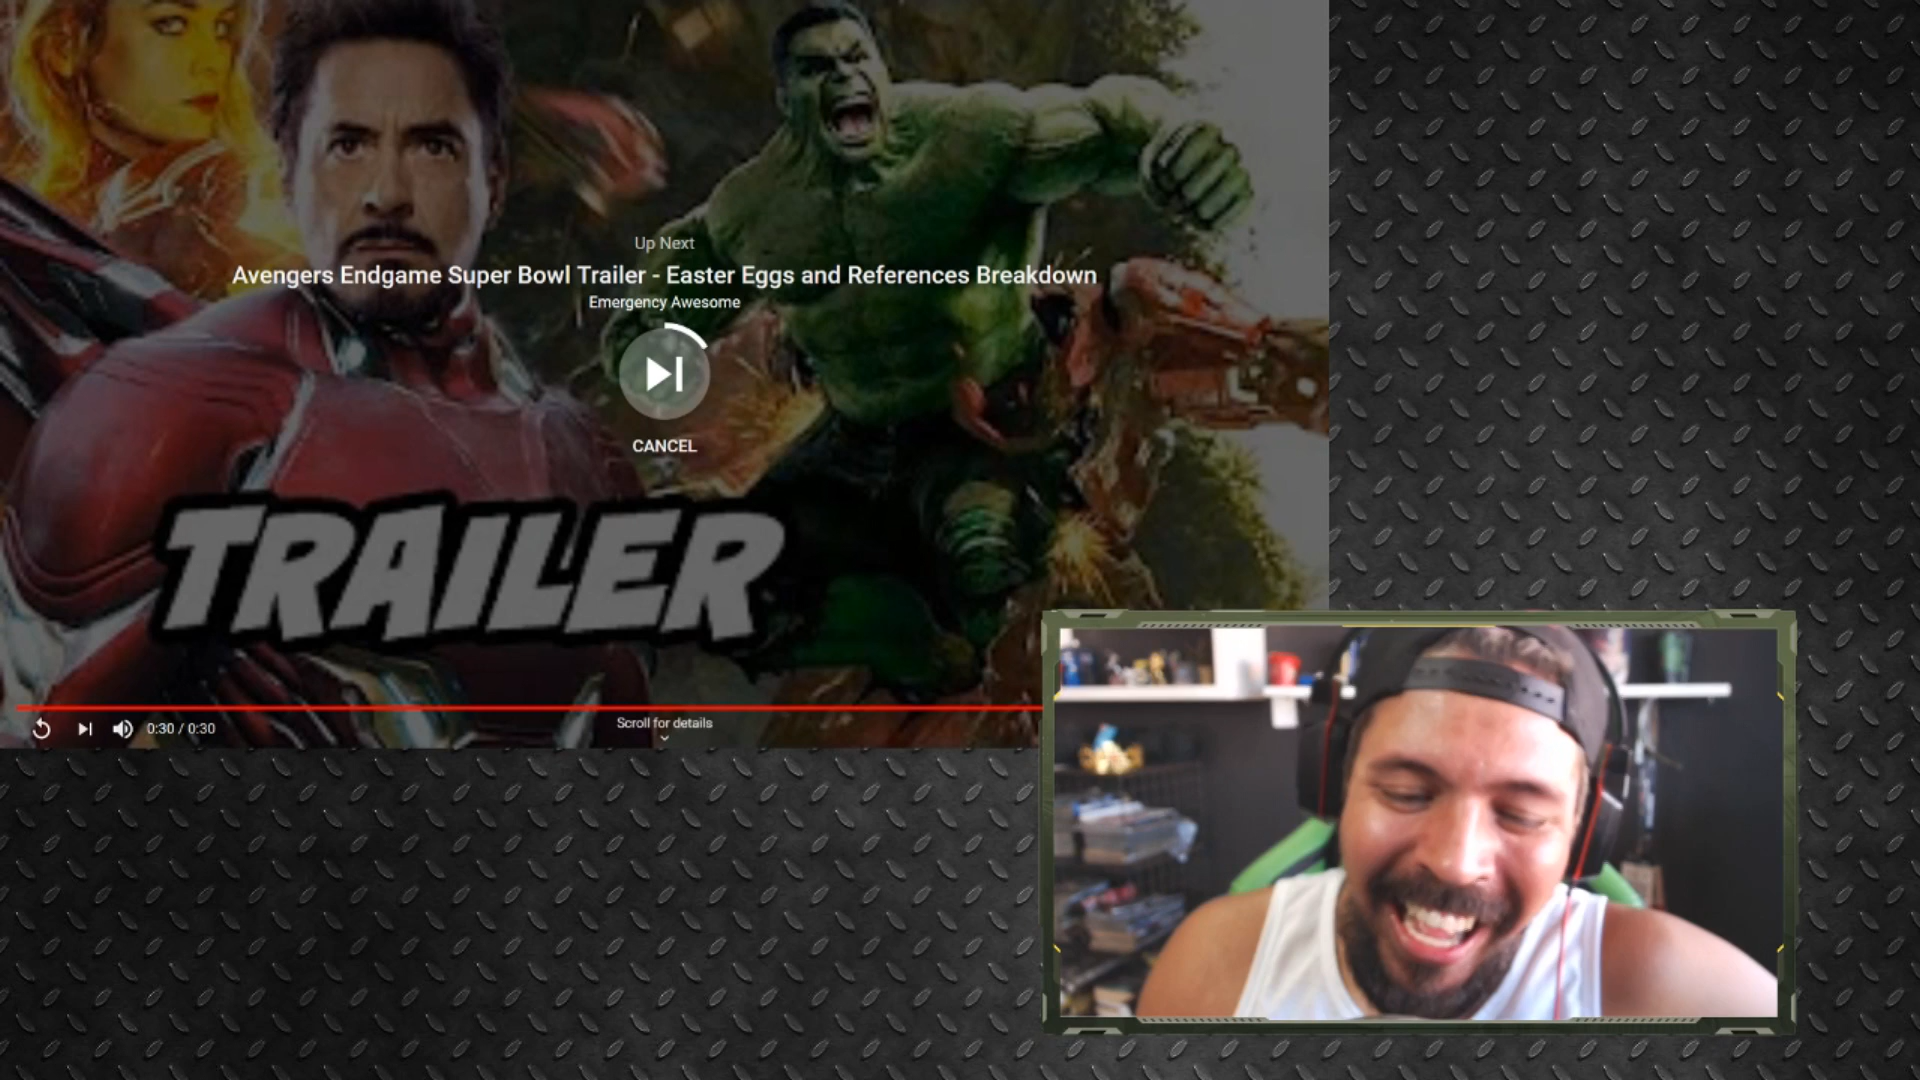 Up Next
Avengers Endgame Super Bowl Trailer - Easter Eggs and References Breakdown
Emergency Awesome
CANCEL
TRAILER
0:30 / 0:30
Scroll for details